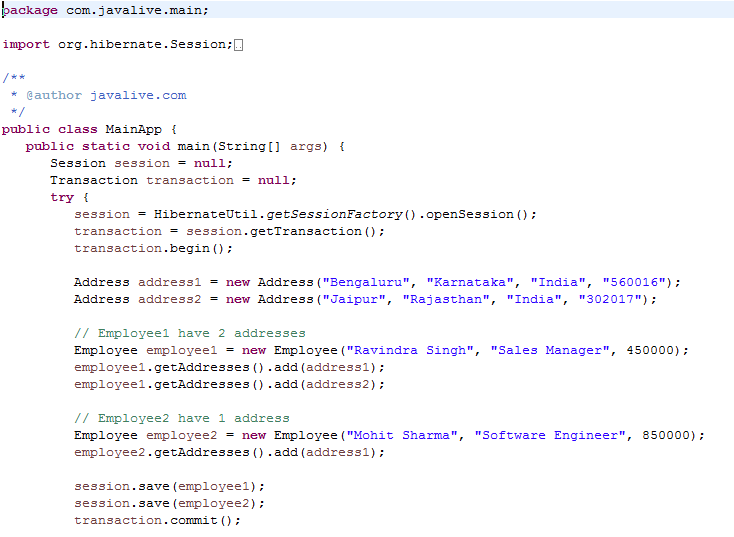 package com.javalive.main;
import org.hibernate.Session;
/**
 * @author javalive.com
 */
public class MainApp {
   public static void main(String[] args) {
      Session session = null;
      Transaction transaction = null;
      try {
         session = HibernateUtil.getSessionFactory().openSession();
         transaction = session.getTransaction();
         transaction.begin();
         Address address1 = new Address("Bengaluru", "Karnataka", "India", "560016");
         Address address2 = new Address("Jaipur", "Rajasthan", "India", "302017");
         // Employee1 have 2 addresses
         Employee employee1 = new Employee("Ravindra Singh", "Sales Manager", 450000);
         employee1.getAddresses().add(address1);
         employee1.getAddresses().add(address2);
         // Employee2 have 1 address
         Employee employee2 = new Employee("Mohit Sharma", "Software Engineer", 850000);
         employee2.getAddresses().add(address1);
         session.save(employee1);
         session.save(employee2);
         transaction.commit();